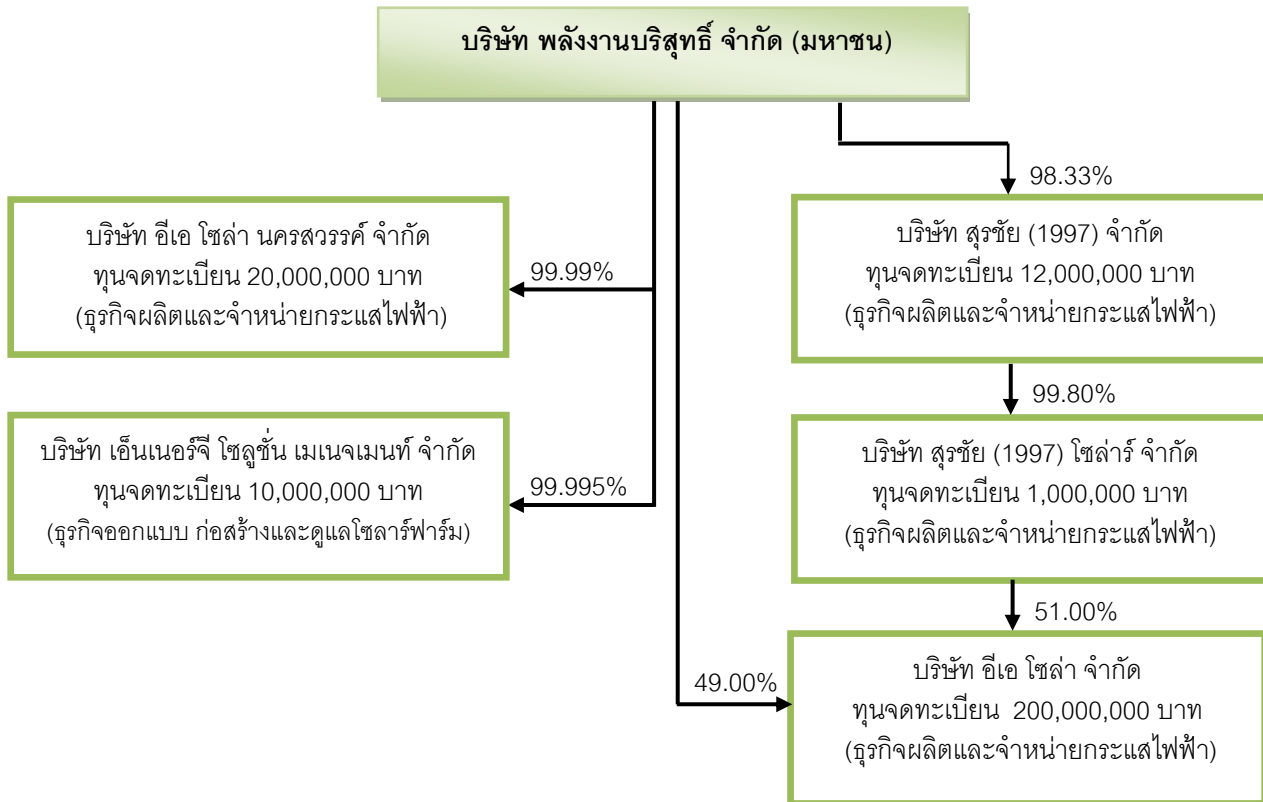 บริษัท พลังงานบริสุทธิ์ จำกัด (มหาชน)
98.33%
บริษัท อีเอ โซล่า นครสวรรค์ จำกัด
ทุนจดทะเบียน 20,000,000 บาท
(ธุรกิจผลิตและจำหน่ายกระแสไฟฟ้า)
99.99%
บริษัท สุรชัย (1997) จำกัด
ทุนจดทะเบียน 12,000,000 บาท
(ธุรกิจผลิตและจำหน่ายกระแสไฟฟ้า)
99.80%
บริษัท เอ็นเนอร์จี โซลูชั่น เมเนจเมนท์ จำกัด
ทุนจดทะเบียน 10,000,000 บาท
(ธุรกิจออกแบบ ก่อสร้างและดูแลโซลาร์ฟาร์ม)
99.995%
บริษัท สุรชัย (1997) โซล่าร์ จำกัด
ทุนจดทะเบียน 1,000,000 บาท
(ธุรกิจผลิตและจำหน่ายกระแสไฟฟ้า)
51.00%
49.00%
บริษัท อีเอ โซล่า จำกัด
ทุนจดทะเบียน 200,000,000 บาท
(ธุรกิจผลิตและจำหน่ายกระแสไฟฟ้า)